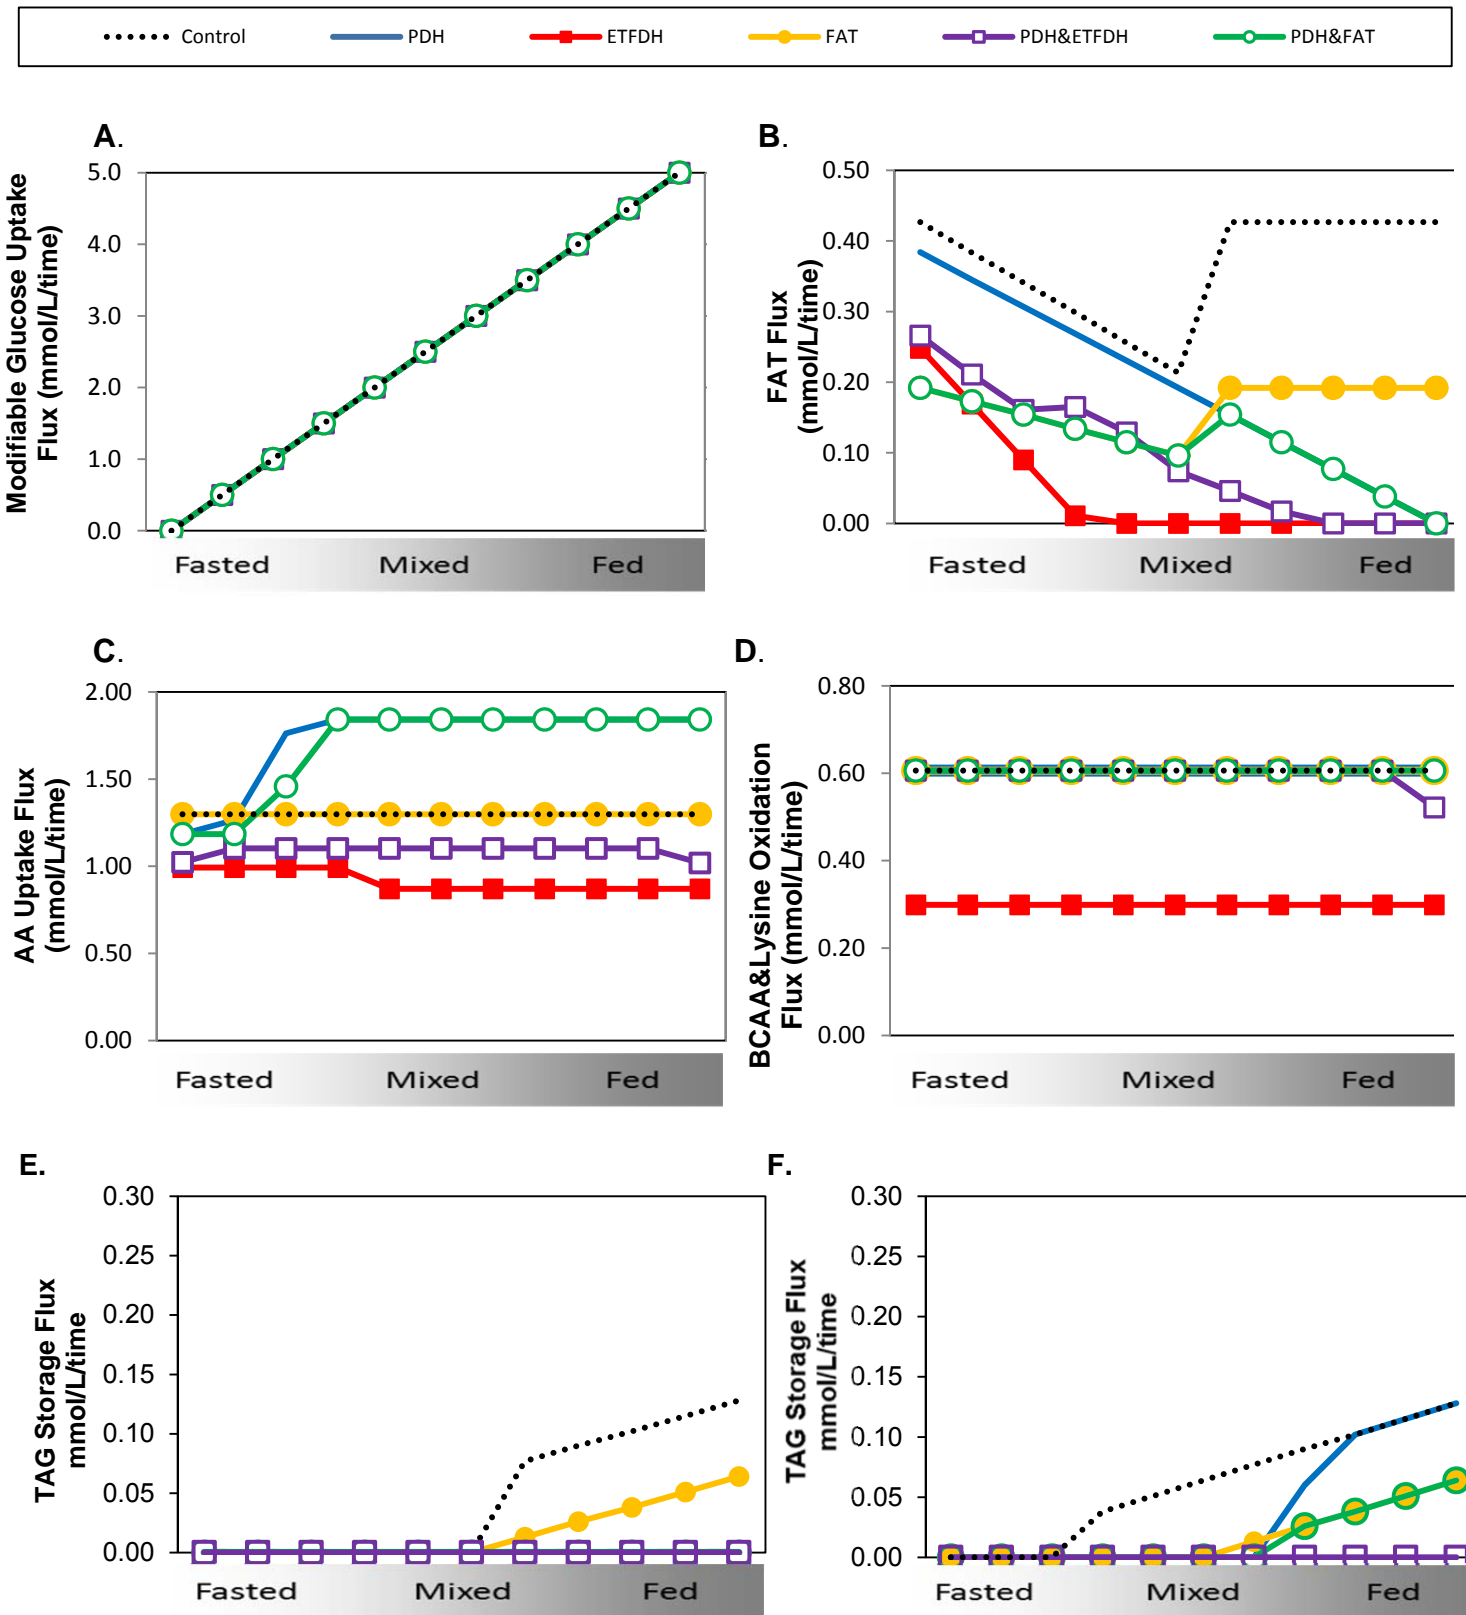 Control PDH ETFDH FAT PDH&ETFDH PDH&FAT
A.
Modifiable Glucose Uptake
Flux (mmol/L/time)
5.0
4.0
3.0
2.0
1.0
0.0
Fasted Mixed Fed
B.
FAT Flux
(mmol/L/time)
0.50
0.40
0.30
0.20
0.10
0.00
Fasted Mixed Fed
C.
AA Uptake Flux
(mmol/L/time)
2.00
1.50
1.00
0.50
0.00
Fasted Mixed Fed
D.
BCAA&Lysine Oxidation
Flux (mmol/L/time)
0.80
0.60
0.40
0.20
0.00
Fasted Mixed Fed
E.
TAG Storage Flux
mmol/L/time
0.30
0.25
0.20
0.15
0.10
0.05
0.00
Fasted Mixed Fed
F.
TAG Storage Flux
mmol/L/time
0.30
0.25
0.20
0.15
0.10
0.05
0.00
Fasted Mixed Fed